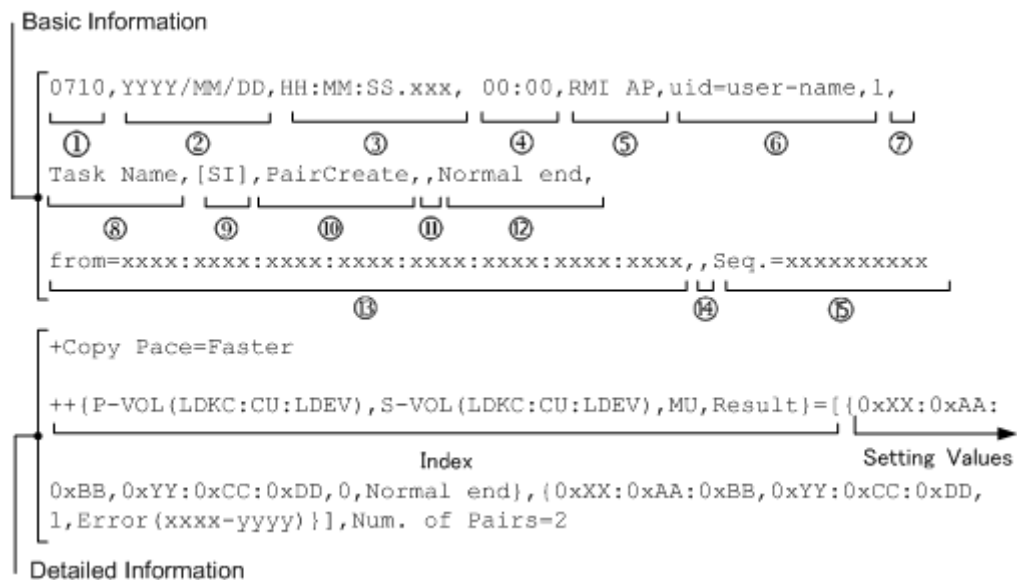 Basic Information
0710,YYYY/MM/DD,HH:MM:SS.xxx, 00:00,RMI AP,uid=user-name,1,
① ② ③ ④ ⑤ ⑥ ⑦
Task Name,[SI],PairCreate,,Normal end,
⑧ ⑨ ⑩ ⑪ ⑫
from=xxxx:xxxx:xxxx:xxxx:xxxx:xxxx:xxxx:xxxx,,Seq.=xxxxxxxxxx
⑬ ⑭ ⑮
+Copy Pace=Faster
++{P-VOL(LDKC:CU:LDEV),S-VOL(LDKC:CU:LDEV),MU,Result}=[{0xXX:0xAA:
Index Setting Values
0xBB,0xYY:0xCC:0xDD,0,Normal end},{0xXX:0xAA:0xBB,0xYY:0xCC:0xDD,
1,Error(xxxx-yyyy)}],Num. of Pairs=2
Detailed Information